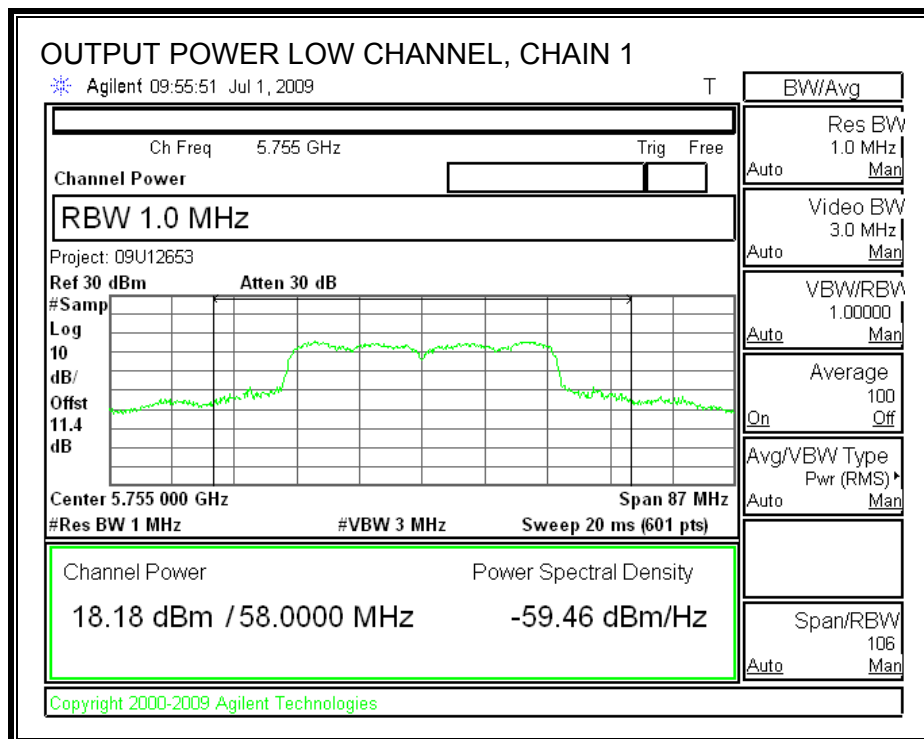 OUTPUT POWER LOW CHANNEL, CHAIN 1
Agilent 09:55:51 Jul 1, 2009 T
Ch Freq 5.755 GHz Trig Free
Channel Power
RBW 1.0 MHz
Project: 09U12653
Ref 30 dBm Atten 30 dB
#Samp
Log
10
dB/
Offst
11.4
dB
Center 5.755 000 GHz Span 87 MHz
#Res BW 1 MHz #VBW 3 MHz Sweep 20 ms (601 pts)
Channel Power Power Spectral Density
18.18 dBm / 58.0000 MHz -59.46 dBm/Hz
Copyright 2000-2009 Agilent Technologies
BW/Avg
Res BW
1.0 MHz
Auto Man
Video BW
3.0 MHz
Auto Man
VBW/RBW
1.00000
Auto Man
Average
100
On Off
Avg/VBW Type
Pwr (RMS)
Auto Man
Span/RBW
106
Auto Man